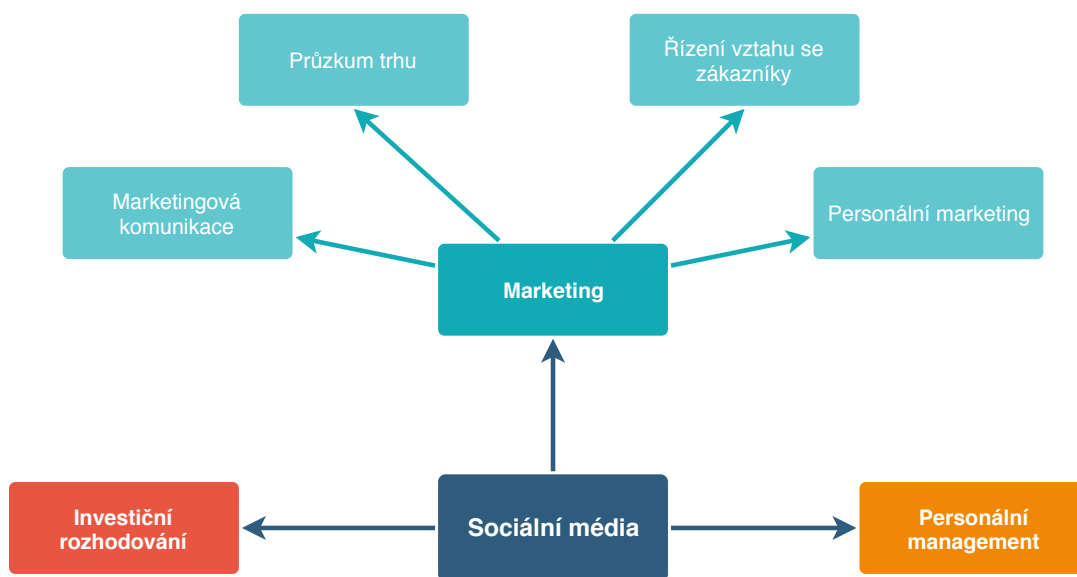 Průzkum trhu
Řízení vztahu se
zákazníky
Marketingová
komunikace
Personální marketing
Marketing
Investiční
rozhodování
Sociální média
Personální
management